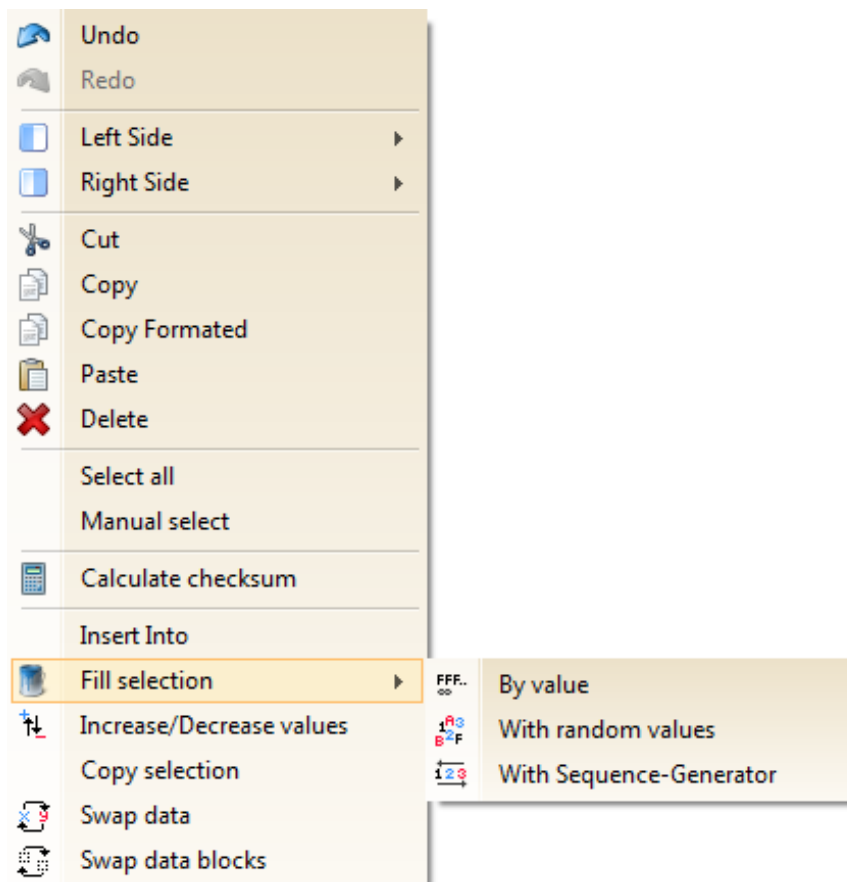 Undo
Redo
Left Side
Right Side
Cut
Copy
Copy Formated
Paste
Delete
Select all
Manual select
Calculate checksum
Insert Into
Fill selection
Increase/Decrease values
Copy selection
Swap data
Swap data blocks
FFF.. By value
With random values
123 With Sequence-Generator